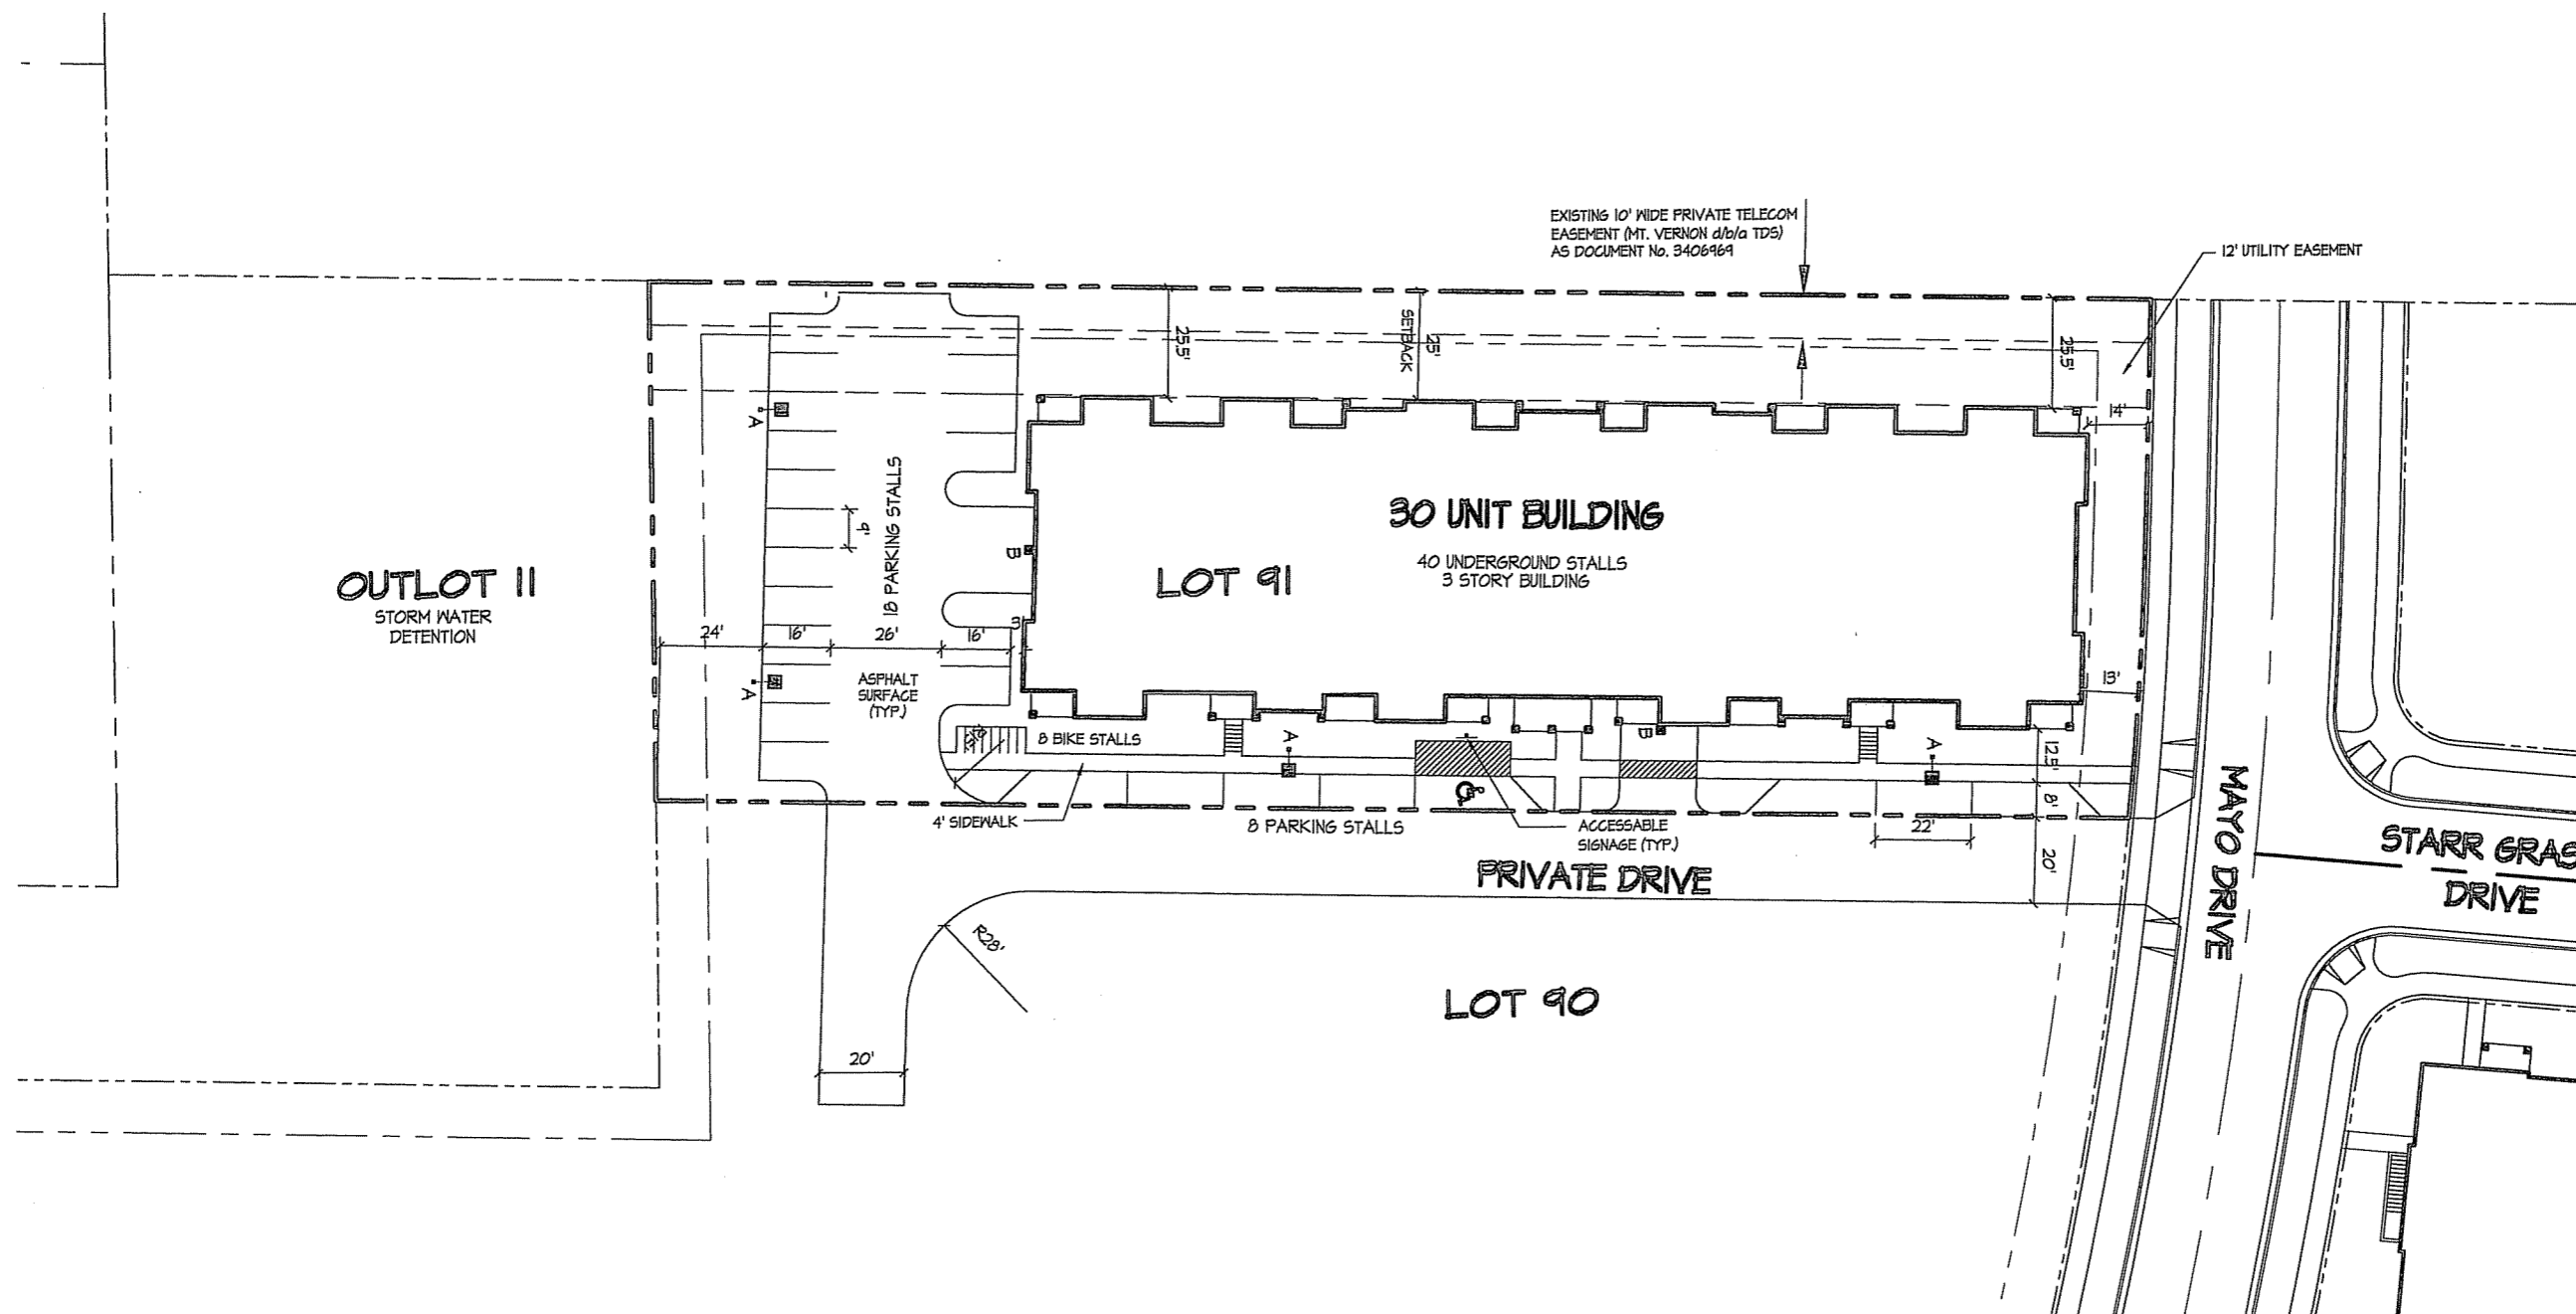 EXISTING 10' WIDE PRIVATE TELECOM
EASEMENT (MT. VERNON d/b/a TDS)
AS DOCUMENT No. 3406969
12' UTILITY EASEMENT
25.5'
SETBACK
25'
25.5'
14'
A
18 PARKING STALLS
9'
B
30 UNIT BUILDING
40 UNDERGROUND STALLS
3 STORY BUILDING
LOT 91
OUTLOT 11
STORM WATER
DETENTION
24'
16'
26'
16'
3'
A
ASPHALT
SURFACE
(TYP.)
13'
8 BIKE STALLS
A
B
A
12.5'
8'
4' SIDEWALK
8 PARKING STALLS
ACCESSABLE
SIGNAGE (TYP.)
22'
20'
PRIVATE DRIVE
MAYO DRIVE
STARR GRAS
DRIVE
R28'
LOT 90
20'